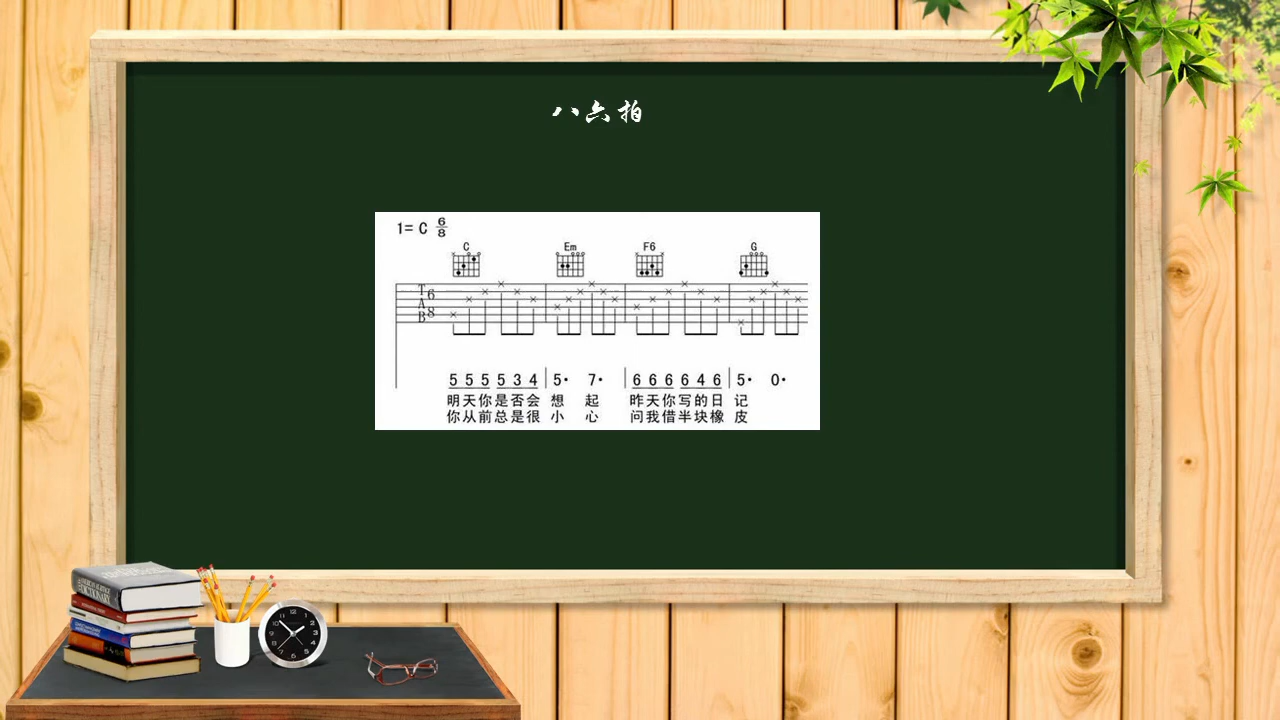 八六拍
1= C 6/8
C Em F6 G
T A B 6 8
5 5 5 5 3 4 | 5· 7· | 6 6 6 6 4 6 | 5· 0·
明天你是否会 想 起 昨天你写的日 记
你从前总是很 小 心 问我借半块橡 皮